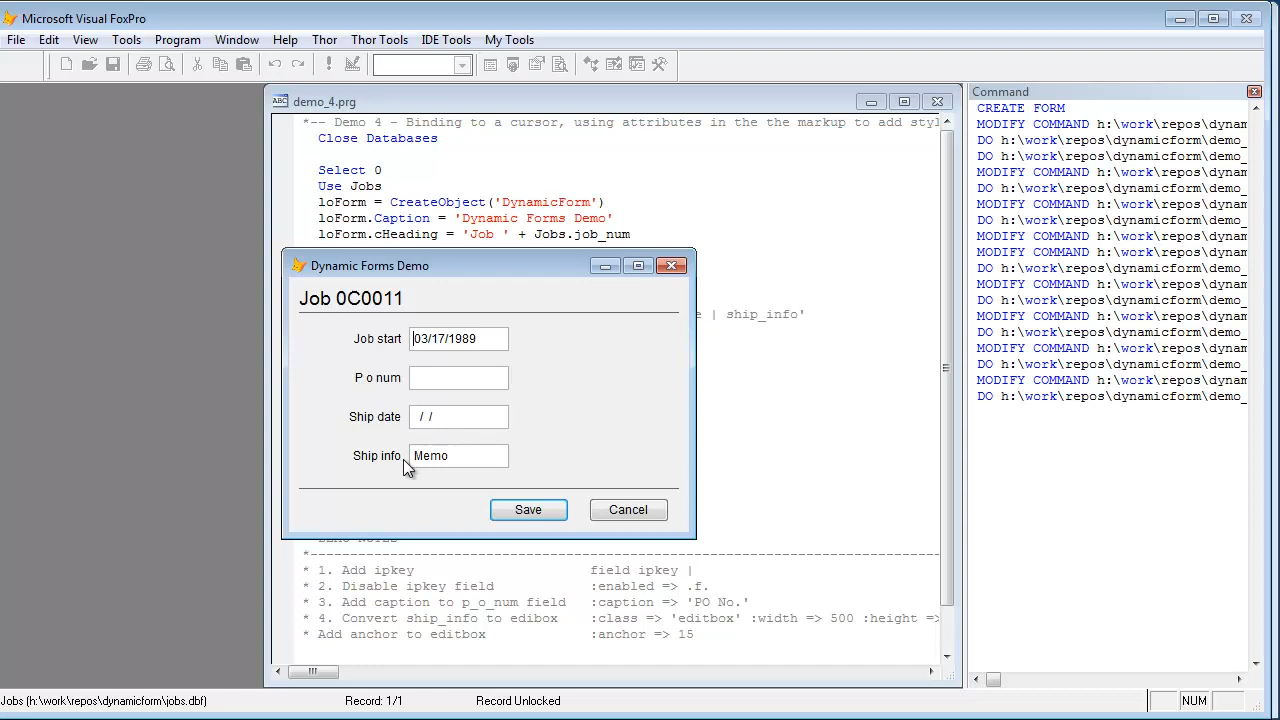 Microsoft Visual FoxPro
File Edit View Tools Program Window Help Thor Thor Tools IDE Tools My Tools
ABC demo_4.prg
*-- Demo 4 - Binding to a cursor, using attributes in the the markup to add styl
Close Databases
Select 0
Use Jobs
loForm = CreateObject('DynamicForm')
loForm.Caption = 'Dynamic Forms Demo'
loForm.cHeading = 'Job ' + Jobs.job_num
e | ship_info'
Dynamic Forms Demo
Job 0C0011
Job start 03/17/1989
P o num
Ship date / /
Ship info Memo
Save Cancel
* DEMO NOTES
*------------------------------------------------------------------------------
* 1. Add ipkey field ipkey |
* 2. Disable ipkey field :enabled => .f.
* 3. Add caption to p_o_num field :caption => 'PO No.'
* 4. Convert ship_info to edibox :class => 'editbox' :width => 500 :height =>
* Add anchor to editbox :anchor => 15
Command
CREATE FORM
MODIFY COMMAND h:\work\repos\dynam
DO h:\work\repos\dynamicform\demo_
DO h:\work\repos\dynamicform\demo_
MODIFY COMMAND h:\work\repos\dynam
DO h:\work\repos\dynamicform\demo_
MODIFY COMMAND h:\work\repos\dynam
DO h:\work\repos\dynamicform\demo_
MODIFY COMMAND h:\work\repos\dynam
MODIFY COMMAND h:\work\repos\dynam
DO h:\work\repos\dynamicform\demo_
MODIFY COMMAND h:\work\repos\dynam
DO h:\work\repos\dynamicform\demo_
MODIFY COMMAND h:\work\repos\dynam
DO h:\work\repos\dynamicform\demo_
MODIFY COMMAND h:\work\repos\dynam
DO h:\work\repos\dynamicform\demo_
MODIFY COMMAND h:\work\repos\dynam
DO h:\work\repos\dynamicform\demo_
Jobs (h:\work\repos\dynamicform\jobs.dbf) Record: 1/1 Record Unlocked NUM